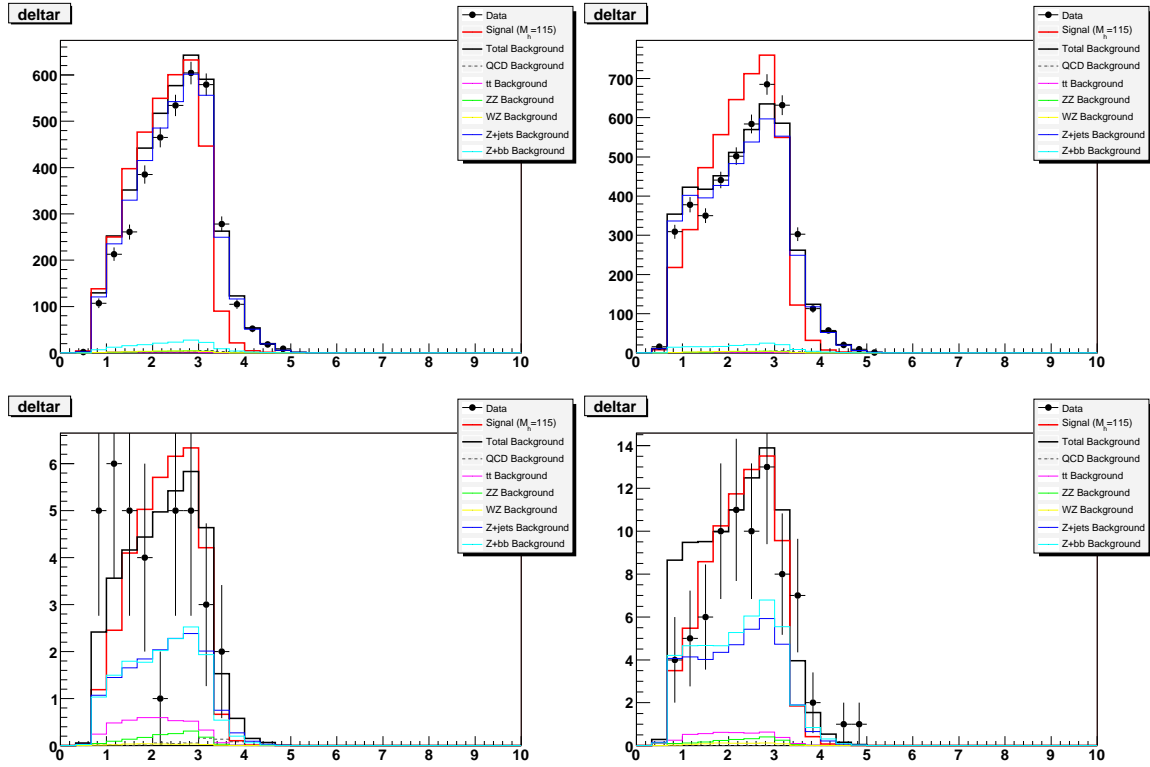 deltar
Data
Signal (M_h=115)
Total Background
QCD Background
tt Background
ZZ Background
WZ Background
Z+jets Background
Z+bb Background
600
500
400
300
200
100
0
0 1 2 3 4 5 6 7 8 9 10
deltar
Data
Signal (M_h=115)
Total Background
QCD Background
tt Background
ZZ Background
WZ Background
Z+jets Background
Z+bb Background
700
600
500
400
300
200
100
0
0 1 2 3 4 5 6 7 8 9 10
deltar
Data
Signal (M_h=115)
Total Background
QCD Background
tt Background
ZZ Background
WZ Background
Z+jets Background
Z+bb Background
6
5
4
3
2
1
0
0 1 2 3 4 5 6 7 8 9 10
deltar
Data
Signal (M_h=115)
Total Background
QCD Background
tt Background
ZZ Background
WZ Background
Z+jets Background
Z+bb Background
14
12
10
8
6
4
2
0
0 1 2 3 4 5 6 7 8 9 10